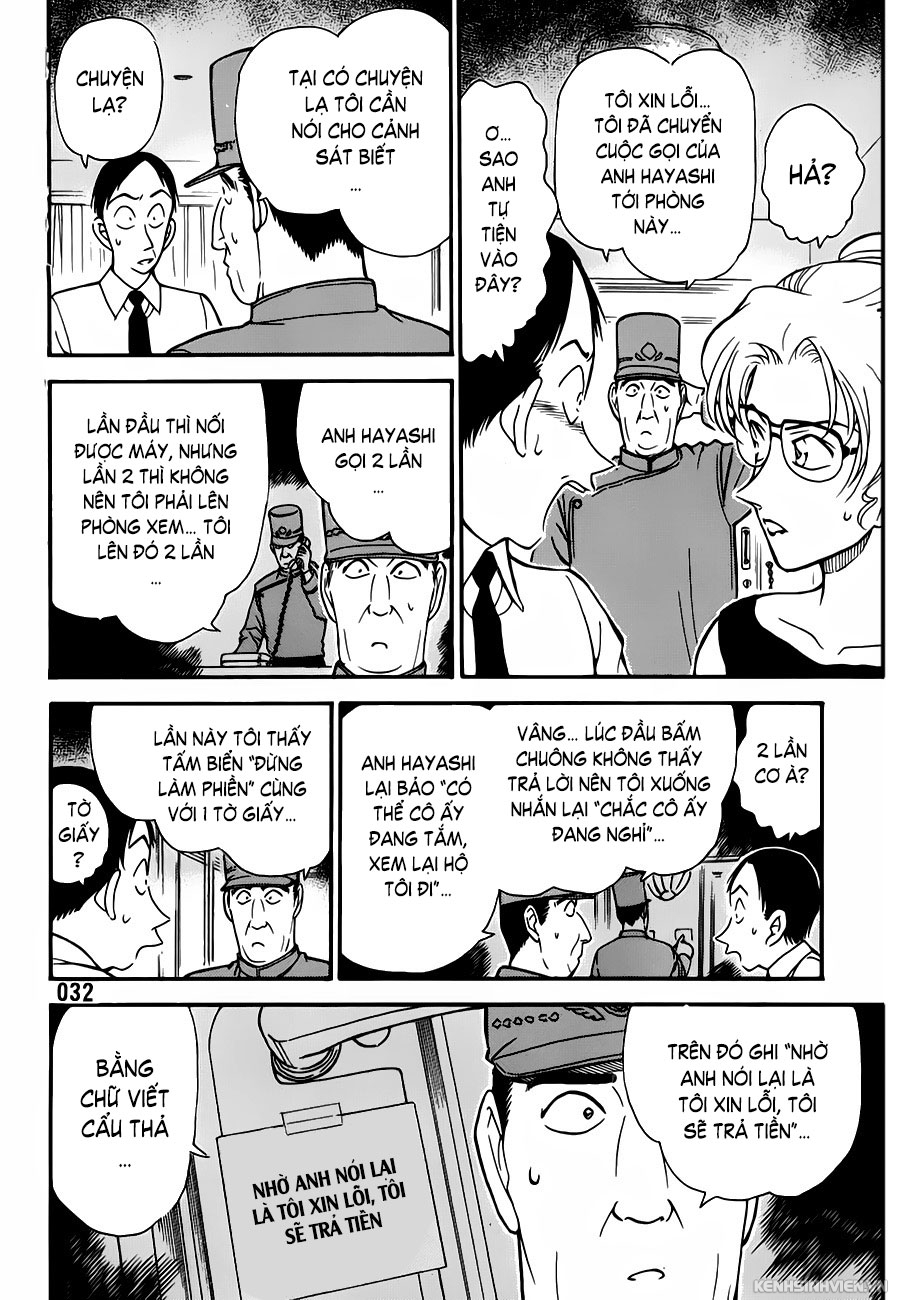 HẢ?
TÔI XIN LỖI...
TÔI ĐÃ CHUYỂN
CUỘC GỌI CỦA
ANH HAYASHI
TỚI PHÒNG
NÀY...
Ơ...
SAO
ANH
TỰ
TIỆN
VÀO
ĐÂY?
TẠI CÓ CHUYỆN
LẠ TÔI CẦN
NÓI CHO CẢNH
SÁT BIẾT
...
CHUYỆN
LẠ?
ANH HAYASHI
GỌI 2 LẦN
...
LẦN ĐẦU THÌ NỐI
ĐƯỢC MÁY, NHƯNG
LẦN 2 THÌ KHÔNG
NÊN TÔI PHẢI LÊN
PHÒNG XEM... TÔI
LÊN ĐÓ 2 LẦN
...
2 LẦN
CƠ À?
VÂNG... LÚC ĐẦU BẤM
CHUÔNG KHÔNG THẤY
TRẢ LỜI NÊN TÔI XUỐNG
NHẮN LẠI "CHẮC CÔ ẤY
ĐANG NGHỈ"...
ANH HAYASHI
LẠI BẢO "CÓ
THỂ CÔ ẤY
ĐANG TẮM,
XEM LẠI HỘ
TÔI ĐI"...
LẦN NÀY TÔI THẤY
TẤM BIỂN "ĐỪNG
LÀM PHIỀN" CÙNG
VỚI 1 TỜ GIẤY...
TỜ
GIẤY
?
032
TRÊN ĐÓ GHI "NHỜ
ANH NÓI LẠI LÀ
TÔI XIN LỖI, TÔI
SẼ TRẢ TIỀN"...
NHỜ ANH NÓI LẠI
LÀ TÔI XIN LỖI, TÔI
SẼ TRẢ TIỀN
BẰNG
CHỮ VIẾT
CẨU THẢ
...
KENHSINHVIEN.VN